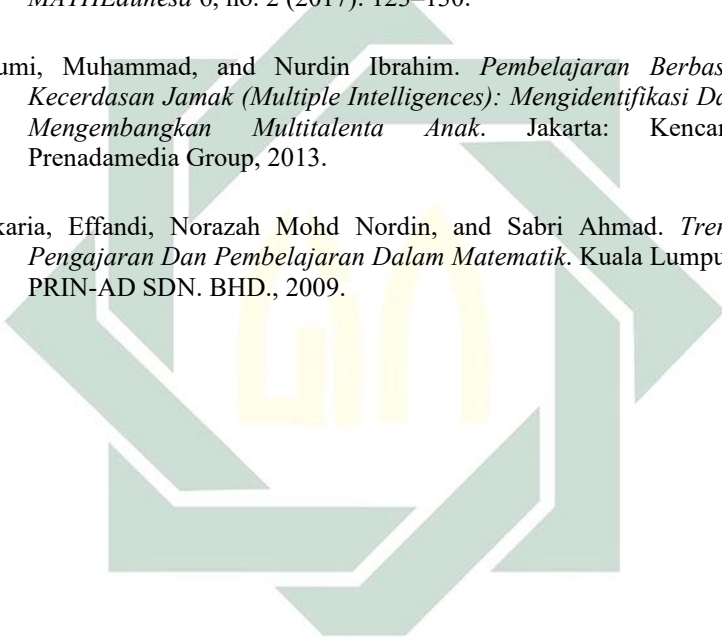 MATHEdunesa 6, no. 2 (2017): 123–130.
umi, Muhammad, and Nurdin Ibrahim. Pembelajaran Berbas
Kecerdasan Jamak (Multiple Intelligences): Mengidentifikasi Da
Mengembangkan Multitalenta Anak. Jakarta: Kencan
Prenadamedia Group, 2013.
karia, Effandi, Norazah Mohd Nordin, and Sabri Ahmad. Tren
Pengajaran Dan Pembelajaran Dalam Matematik. Kuala Lumpu
PRIN-AD SDN. BHD., 2009.